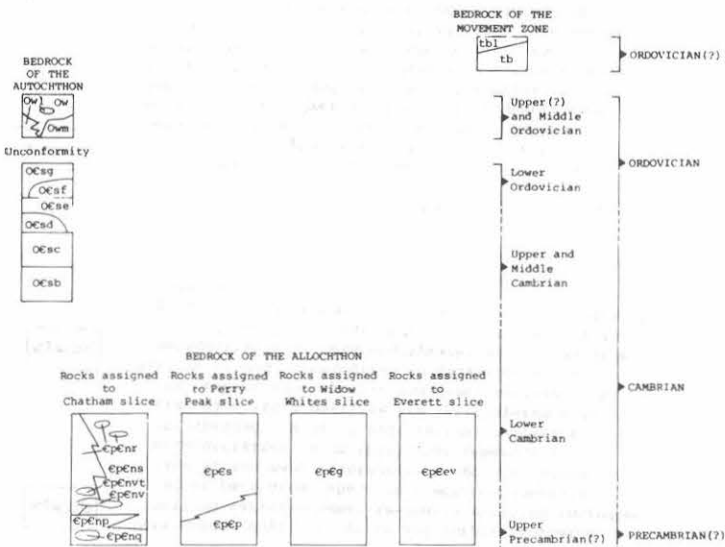 BEDROCK OF THE
MOVEMENT ZONE
tbl
tb
ORDOVICIAN(?)
BEDROCK
OF THE
AUTOCHTHON
Owl Ow
Owm
Unconformity
O€sg
O€sf
O€se
O€sd
O€sc
O€sb
Upper(?)
and Middle
Ordovician
Lower
Ordovician
ORDOVICIAN
Upper and
Middle
Cambrian
CAMBRIAN
Lower
Cambrian
Upper
Precambrian(?)
PRECAMBRIAN(?)
BEDROCK OF THE ALLOCHTHON
Rocks assigned
to
Chatham slice
Rocks assigned
to Perry
Peak slice
Rocks assigned
to Widow
Whites slice
Rocks assigned
to
Everett slice
€p€nr
€p€ns
€p€nvt
€p€nv
€p€np
€p€nq
€p€s
€p€p
€p€g
€p€ev